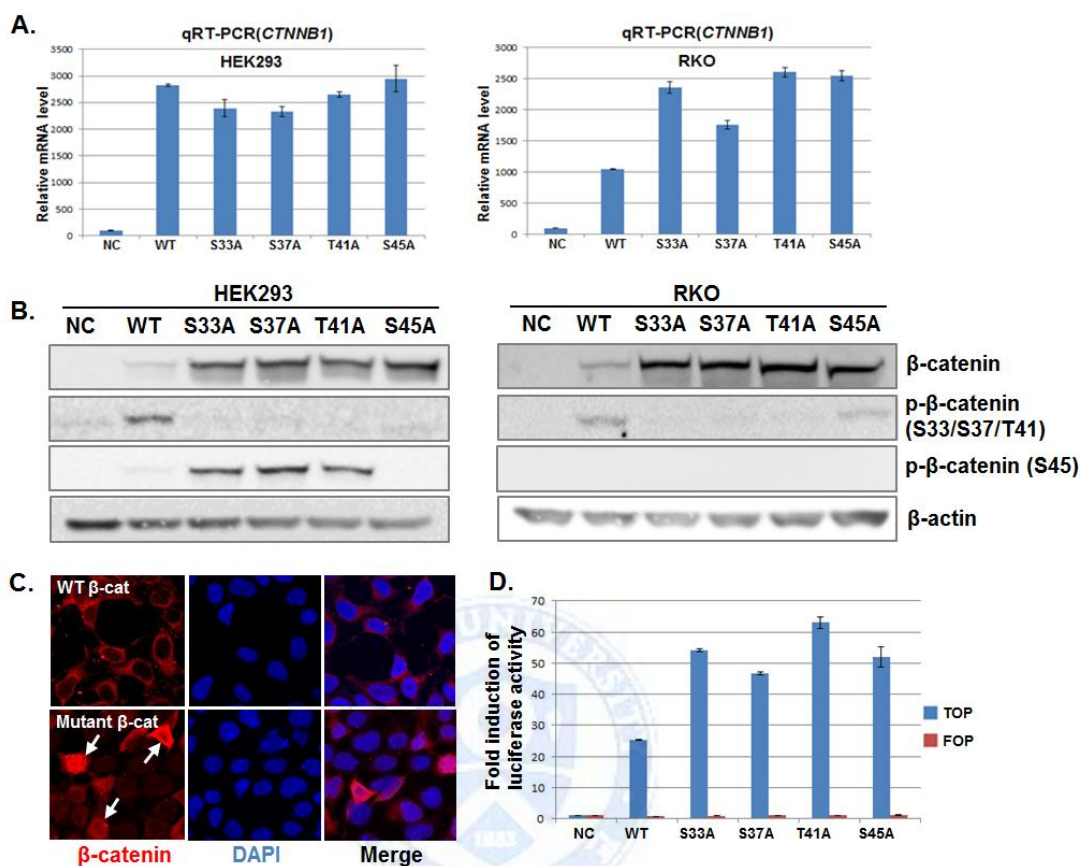 A.
qRT-PCR(CTNNB1)
HEK293
Relative mRNA level
3500
3000
2500
2000
1500
1000
500
0
NC WT S33A S37A T41A S45A
qRT-PCR(CTNNB1)
RKO
Relative mRNA level
3000
2500
2000
1500
1000
500
0
NC WT S33A S37A T41A S45A
B.
HEK293
NC WT S33A S37A T41A S45A
RKO
NC WT S33A S37A T41A S45A
β-catenin
p-β-catenin
(S33/S37/T41)
p-β-catenin (S45)
β-actin
C.
WT β-cat
Mutant β-cat
β-catenin DAPI Merge
D.
Fold induction of
luciferase activity
70
60
50
40
30
20
10
0
NC WT S33A S37A T41A S45A
TOP
FOP
1885